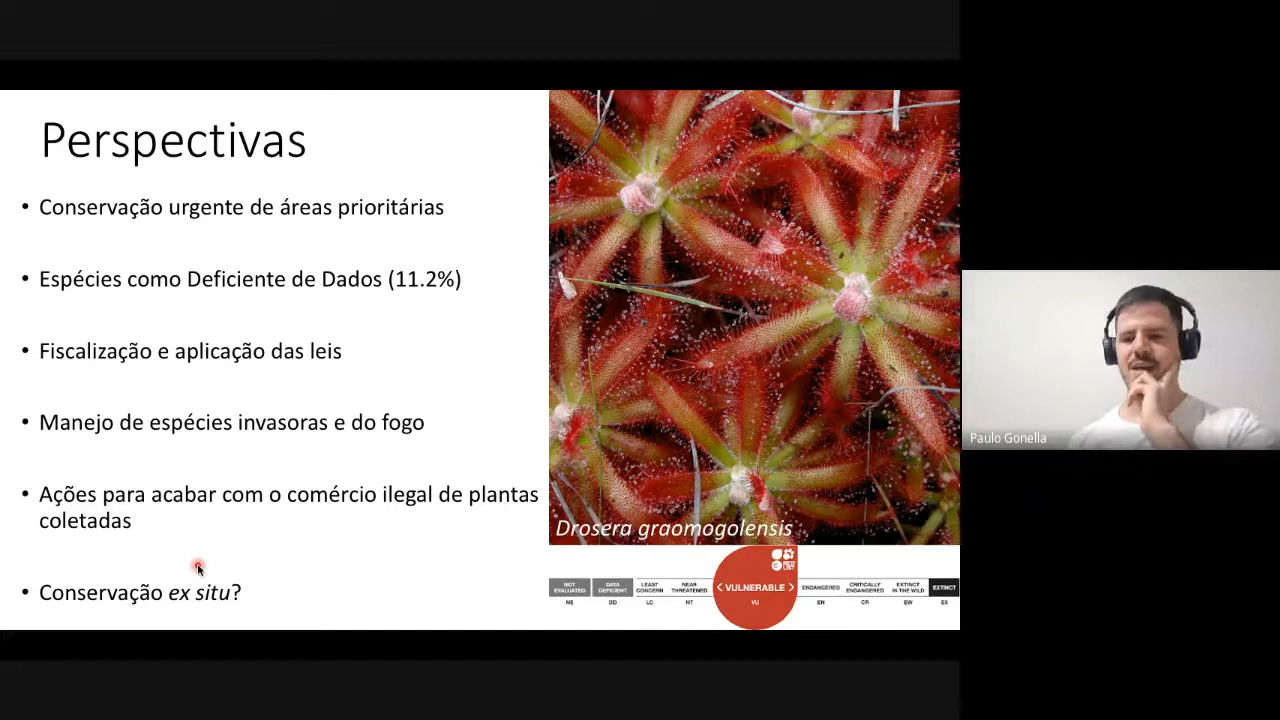 Perspectivas
• Conservação urgente de áreas prioritárias
• Espécies como Deficiente de Dados (11.2%)
• Fiscalização e aplicação das leis
• Manejo de espécies invasoras e do fogo
• Ações para acabar com o comércio ilegal de plantas
coletadas
• Conservação ex situ?
Drosera graomogolensis
NOT EVALUATED NE
DATA DEFICIENT DD
LEAST CONCERN LC
NEAR THREATENED NT
< VULNERABLE > VU
ENDANGERED EN
CRITICALLY ENDANGERED CR
EXTINCT IN THE WILD EW
EXTINCT EX
Paulo Gonella